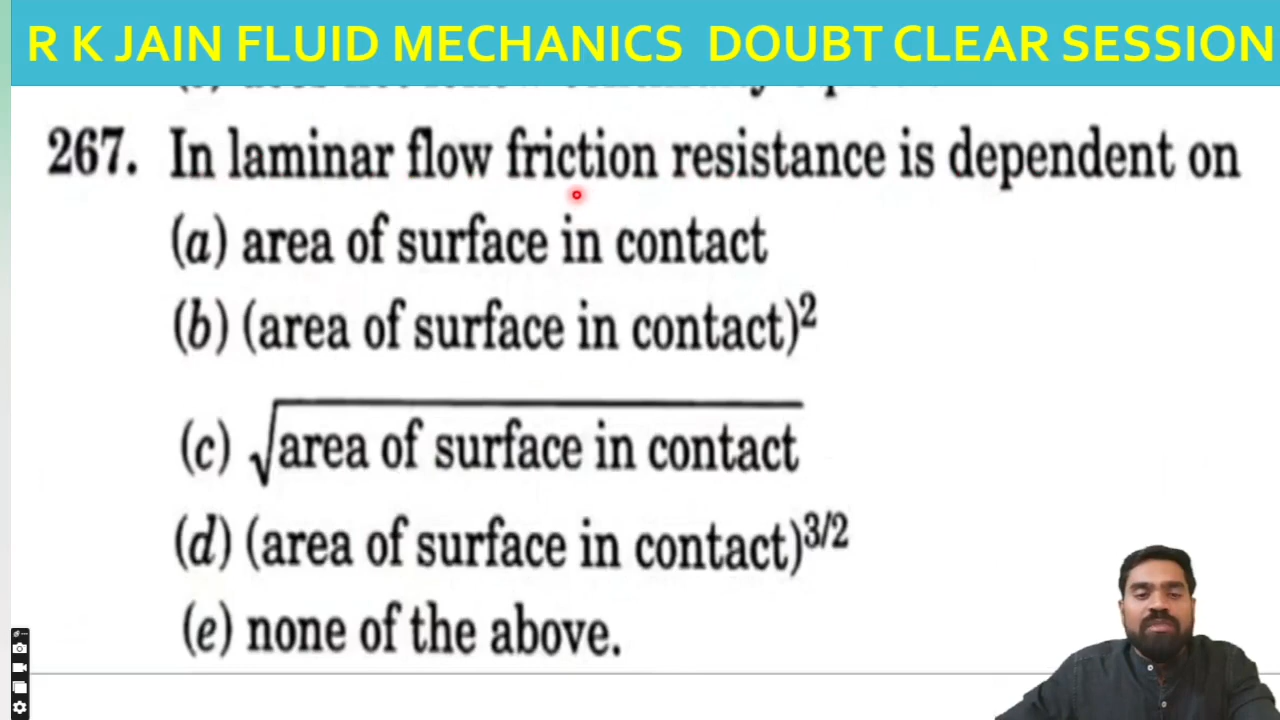 R K JAIN FLUID MECHANICS DOUBT CLEAR SESSION
267. In laminar flow friction resistance is dependent on
(a) area of surface in contact
(b) (area of surface in contact)²
(c) √area of surface in contact
(d) (area of surface in contact)³/²
(e) none of the above.